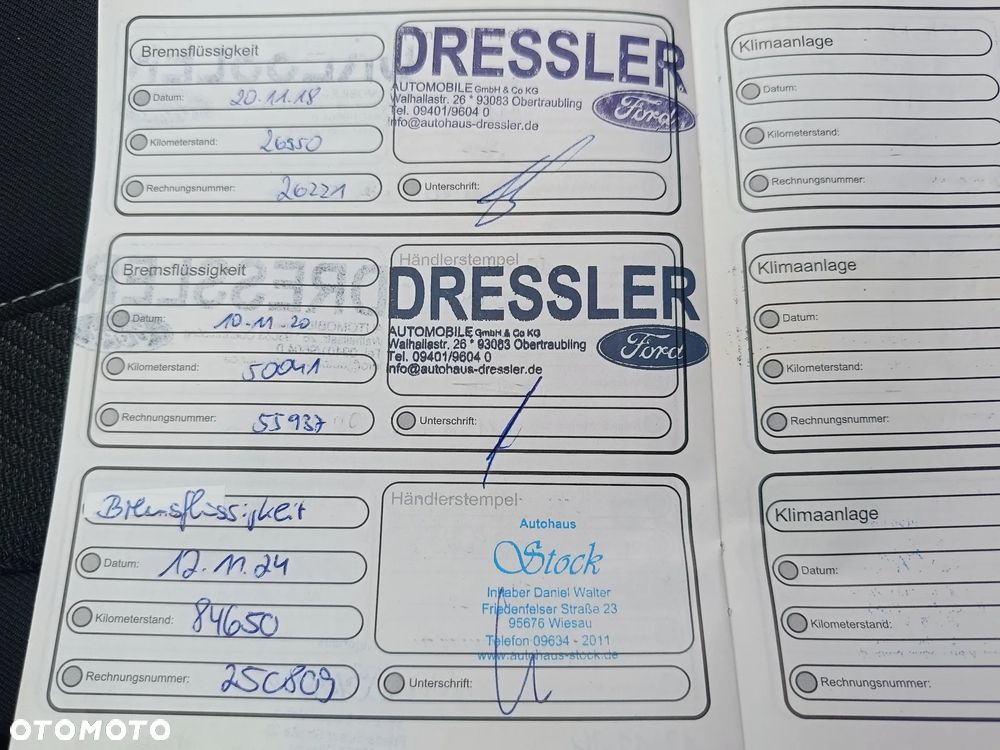 Bremsflüssigkeit
Datum: 20.11.18
Kilometerstand: 26550
Rechnungsnummer: 26221
DRESSLER
AUTOMOBILE GmbH & Co KG
Walhallastr. 26 * 93083 Obertraubling
Tel. 09401/9604 0
info@autohaus-dressler.de
Ford
Unterschrift:
Klimaanlage
Datum:
Kilometerstand:
Rechnungsnummer:
Bremsflüssigkeit
Datum: 10.11.20
Kilometerstand: 50041
Rechnungsnummer: 55937
Händlerstempel
DRESSLER
AUTOMOBILE GmbH & Co KG
Walhallastr. 26 * 93083 Obertraubling
Tel. 09401/9604 0
info@autohaus-dressler.de
Ford
Unterschrift:
Klimaanlage
Datum:
Kilometerstand:
Rechnungsnummer:
Bremsflüssigkeit
Datum: 12.11.24
Kilometerstand: 84650
Rechnungsnummer: 250809
Händlerstempel
Autohaus
Stock
Inhaber Daniel Walter
Friedenfelser Straße 23
95676 Wiesau
Telefon 09634 - 2011
www.autohaus-stock.de
Unterschrift:
Klimaanlage
Datum:
Kilometerstand:
Rechnungsnummer:
OTOMOTO